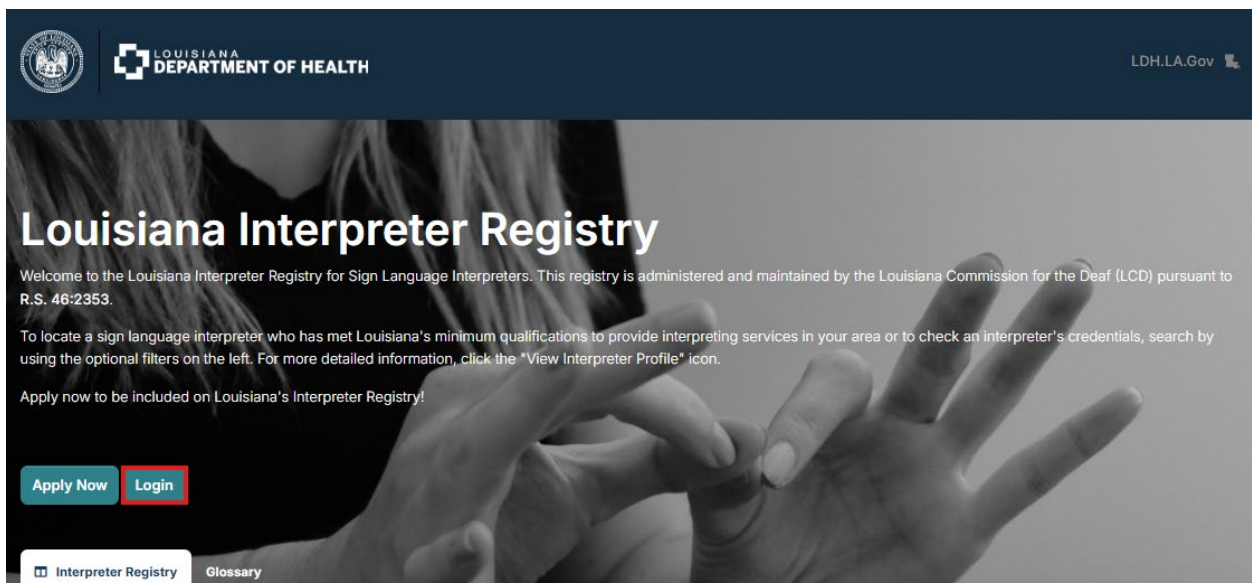 LOUISIANA
DEPARTMENT OF HEALTH
LDH.LA.Gov
Louisiana Interpreter Registry
Welcome to the Louisiana Interpreter Registry for Sign Language Interpreters. This registry is administered and maintained by the Louisiana Commission for the Deaf (LCD) pursuant to
R.S. 46:2353.
To locate a sign language interpreter who has met Louisiana's minimum qualifications to provide interpreting services in your area or to check an interpreter's credentials, search by
using the optional filters on the left. For more detailed information, click the "View Interpreter Profile" icon.
Apply now to be included on Louisiana's Interpreter Registry!
Apply Now Login
Interpreter Registry Glossary